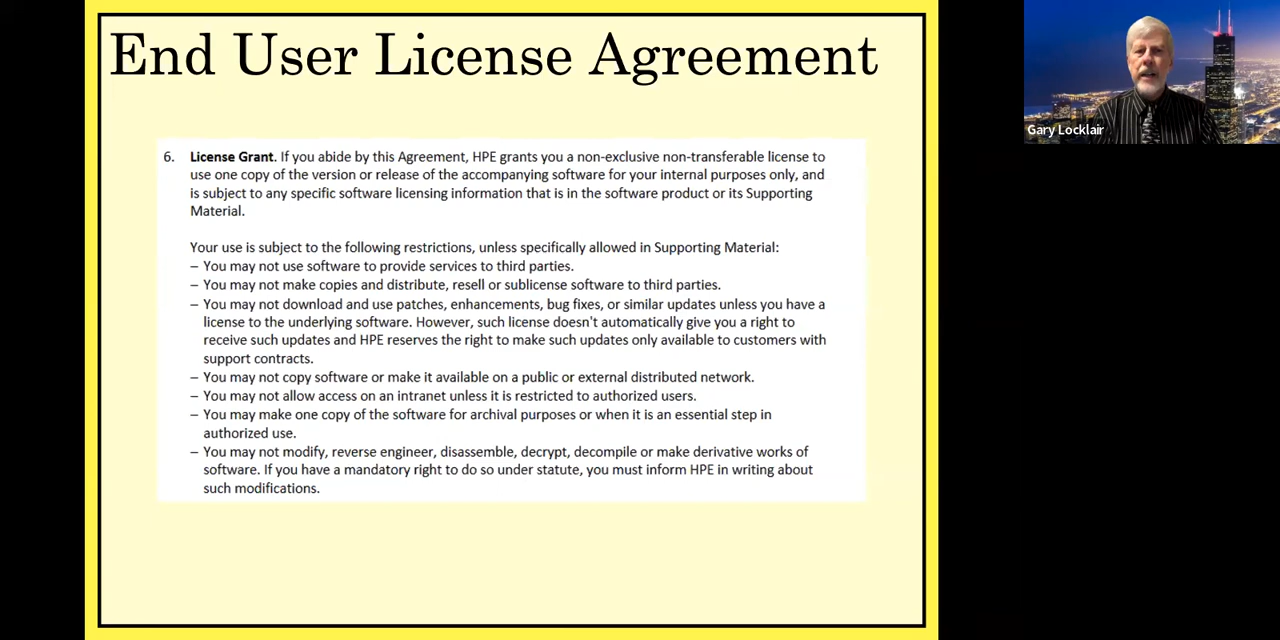 End User License Agreement
6. License Grant. If you abide by this Agreement, HPE grants you a non-exclusive non-transferable license to
use one copy of the version or release of the accompanying software for your internal purposes only, and
is subject to any specific software licensing information that is in the software product or its Supporting
Material.
Your use is subject to the following restrictions, unless specifically allowed in Supporting Material:
– You may not use software to provide services to third parties.
– You may not make copies and distribute, resell or sublicense software to third parties.
– You may not download and use patches, enhancements, bug fixes, or similar updates unless you have a
license to the underlying software. However, such license doesn't automatically give you a right to
receive such updates and HPE reserves the right to make such updates only available to customers with
support contracts.
– You may not copy software or make it available on a public or external distributed network.
– You may not allow access on an intranet unless it is restricted to authorized users.
– You may make one copy of the software for archival purposes or when it is an essential step in
authorized use.
– You may not modify, reverse engineer, disassemble, decrypt, decompile or make derivative works of
software. If you have a mandatory right to do so under statute, you must inform HPE in writing about
such modifications.
Gary Locklair